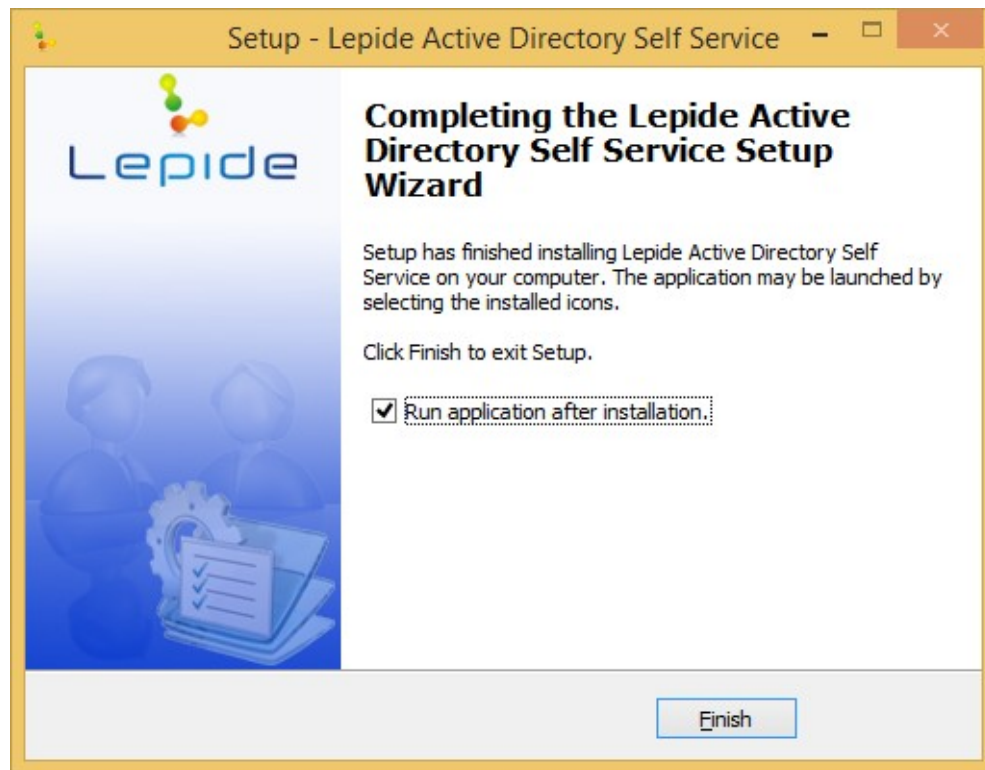 Setup - Lepide Active Directory Self Service
Lepide
Completing the Lepide Active
Directory Self Service Setup
Wizard
Setup has finished installing Lepide Active Directory Self
Service on your computer. The application may be launched by
selecting the installed icons.
Click Finish to exit Setup.
Run application after installation.
Finish